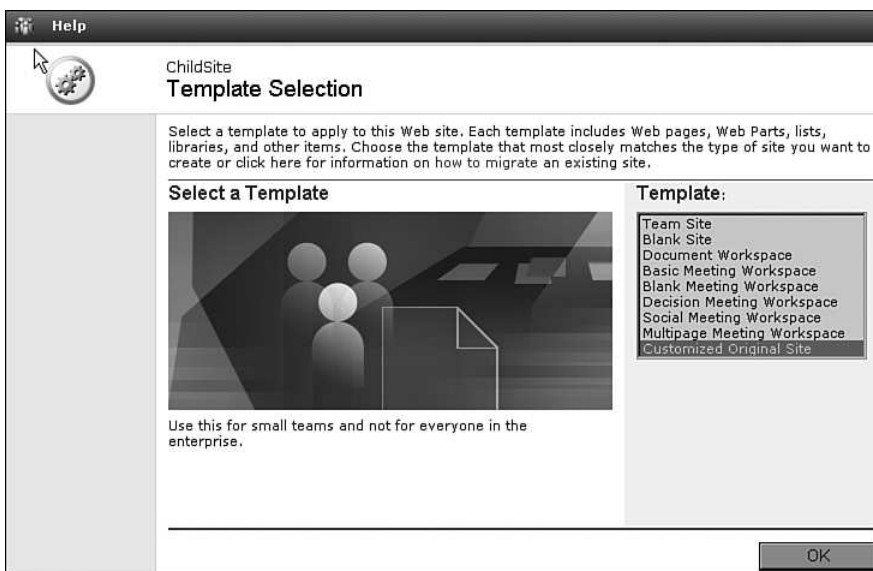 Help
ChildSite
Template Selection
Select a template to apply to this Web site. Each template includes Web pages, Web Parts, lists,
libraries, and other items. Choose the template that most closely matches the type of site you want to
create or click here for information on how to migrate an existing site.
Select a Template
Use this for small teams and not for everyone in the
enterprise.
Template:
Team Site
Blank Site
Document Workspace
Basic Meeting Workspace
Blank Meeting Workspace
Decision Meeting Workspace
Social Meeting Workspace
Multipage Meeting Workspace
Customized Original Site
OK